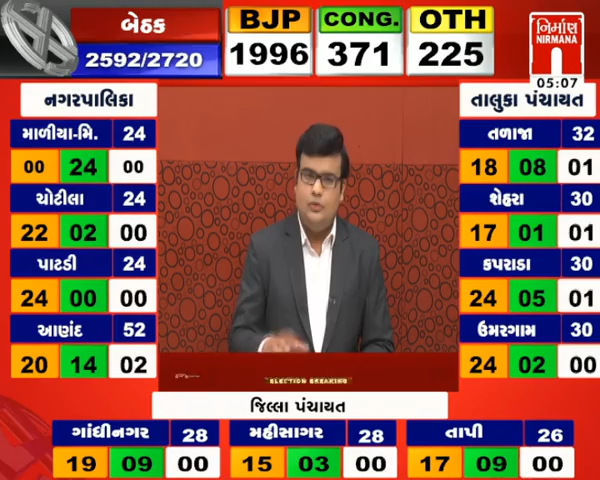 બેઠક
2592/2720
BJP
1996
CONG.
371
OTH
225
નિર્માણ
NIRMANA
05:07
નગરપાલિકા
માળીયા-મિ. 24
00 24 00
ચોટીલા 24
22 02 00
પાટડી 24
24 00 00
આણંદ 52
20 14 02
તાલુકા પંચાયત
તળાજા 32
18 08 01
શેહરા 30
17 01 01
કપરાડા 30
24 05 01
ઉંમરગામ 30
24 02 00
ELECTION BREAKING
જિલ્લા પંચાયત
ગાંધીનગર 28
19 09 00
મહીસાગર 28
15 03 00
તાપી 26
17 09 00